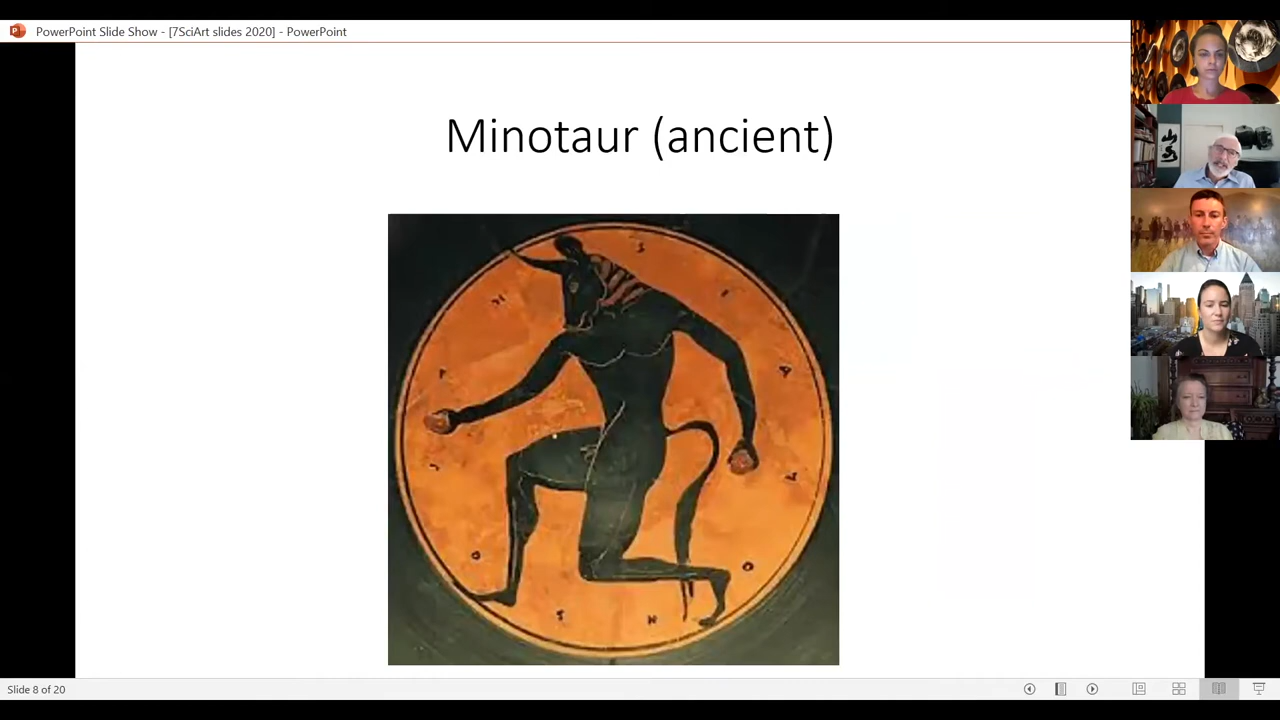 PowerPoint Slide Show - [7SciArt slides 2020] - PowerPoint
Minotaur (ancient)
Slide 8 of 20